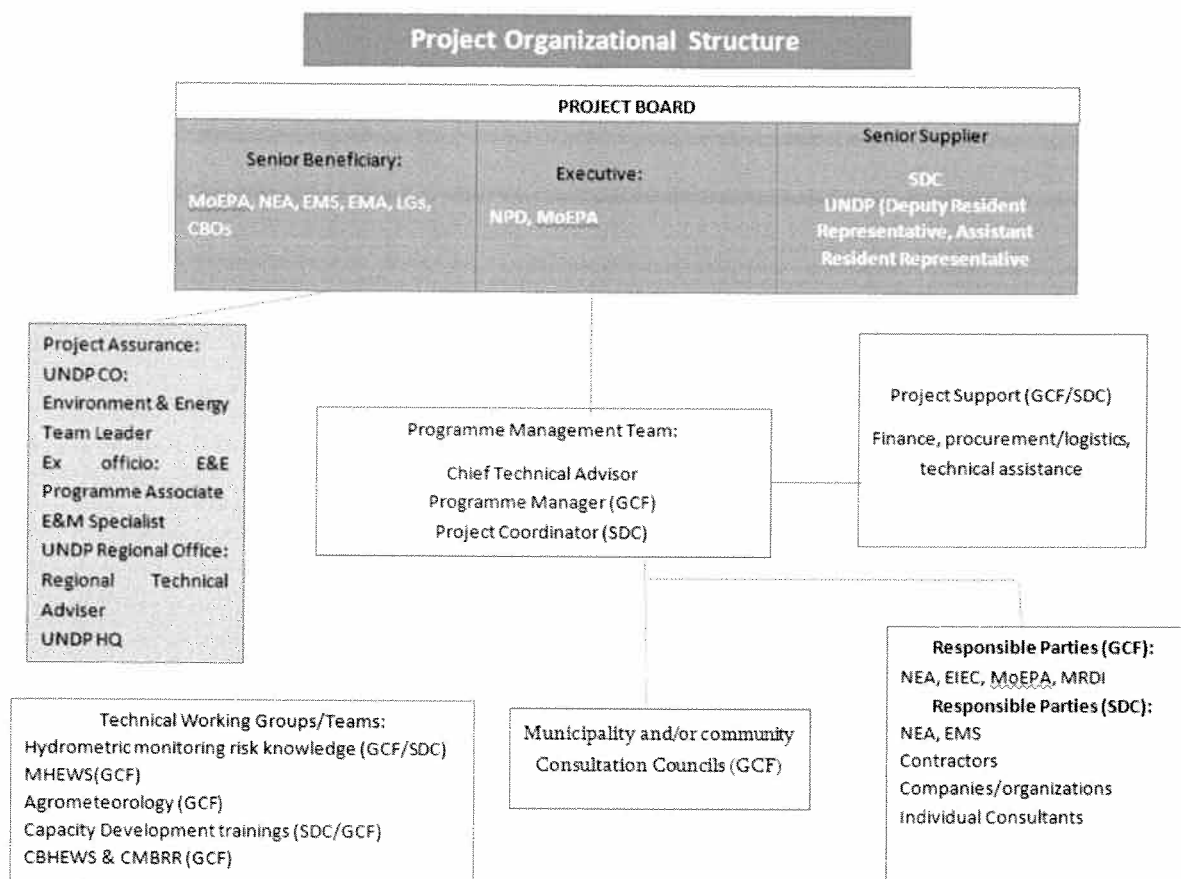 Project Organizational Structure
PROJECT BOARD
Senior Beneficiary:
MoEPA, NEA, EMS, EMA, LGs,
CBOs
Executive:
NPD, MoEPA
Senior Supplier
SDC
UNDP (Deputy Resident
Representative, Assistant
Resident Representative
Project Assurance:
UNDP CO:
Environment & Energy
Team Leader
Ex officio: E&E
Programme Associate
E&M Specialist
UNDP Regional Office:
Regional Technical
Adviser
UNDP HQ
Programme Management Team:
Chief Technical Advisor
Programme Manager (GCF)
Project Coordinator (SDC)
Project Support (GCF/SDC)
Finance, procurement/logistics,
technical assistance
Technical Working Groups/Teams:
Hydrometric monitoring risk knowledge (GCF/SDC)
MHEWS(GCF)
Agrometeorology (GCF)
Capacity Development trainings (SDC/GCF)
CBHEWS & CMBRR (GCF)
Municipality and/or community
Consultation Councils (GCF)
Responsible Parties (GCF):
NEA, EIEC, MoEPA, MRDI
Responsible Parties (SDC):
NEA, EMS
Contractors
Companies/organizations
Individual Consultants